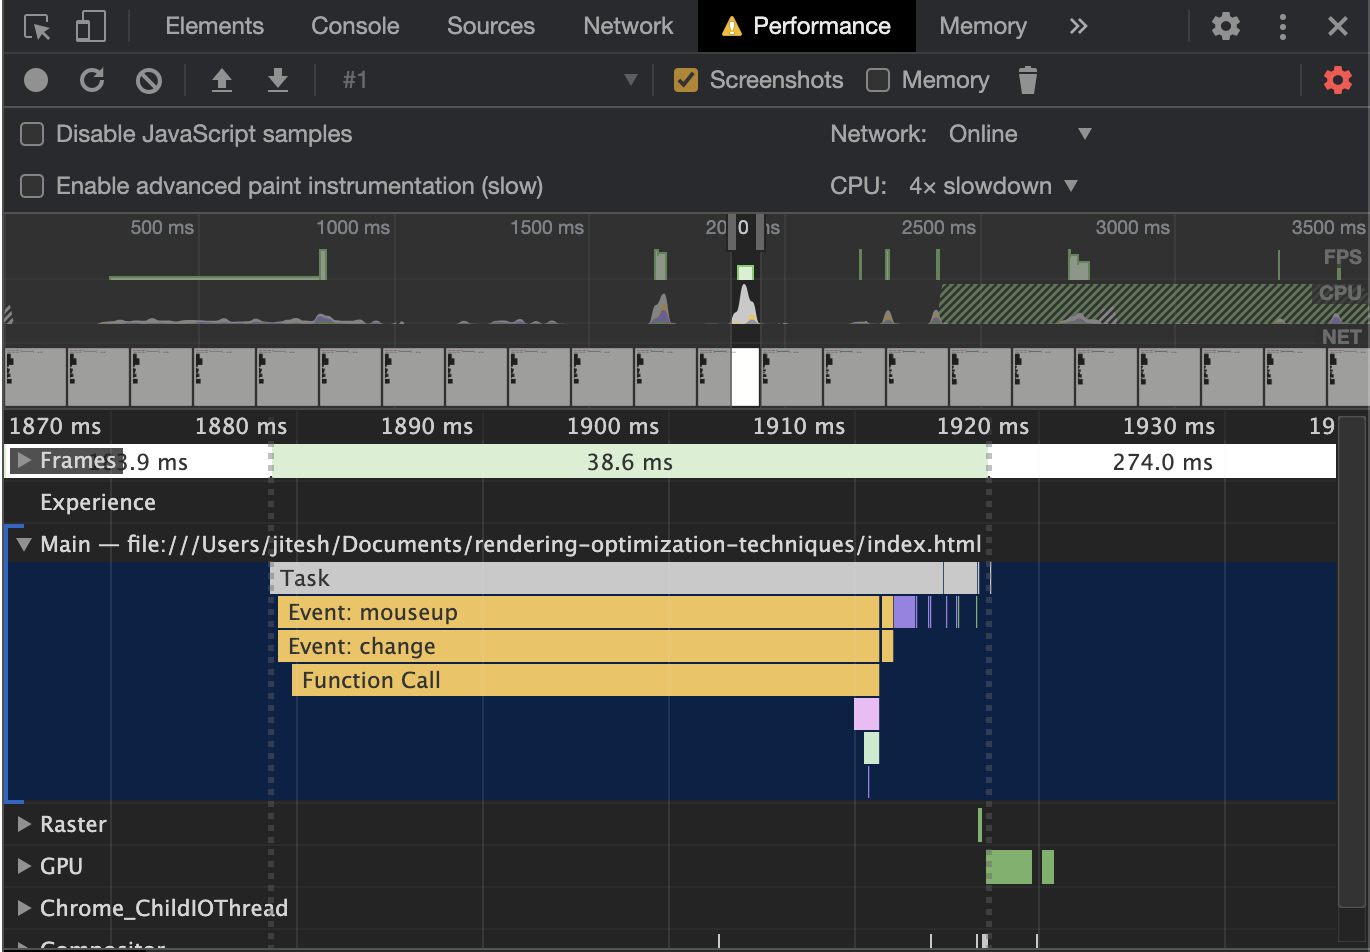 Elements Console Sources Network Performance Memory »
#1 Screenshots Memory
Disable JavaScript samples Network: Online
Enable advanced paint instrumentation (slow) CPU: 4× slowdown
500 ms 1000 ms 1500 ms 20 0 ms 2500 ms 3000 ms 3500 ms
FPS
CPU
NET
1870 ms 1880 ms 1890 ms 1900 ms 1910 ms 1920 ms 1930 ms 19
Frames 3.9 ms 38.6 ms 274.0 ms
Experience
Main — file:///Users/jitesh/Documents/rendering-optimization-techniques/index.html
Task
Event: mouseup
Event: change
Function Call
Raster
GPU
Chrome_ChildIOThread
Compositor